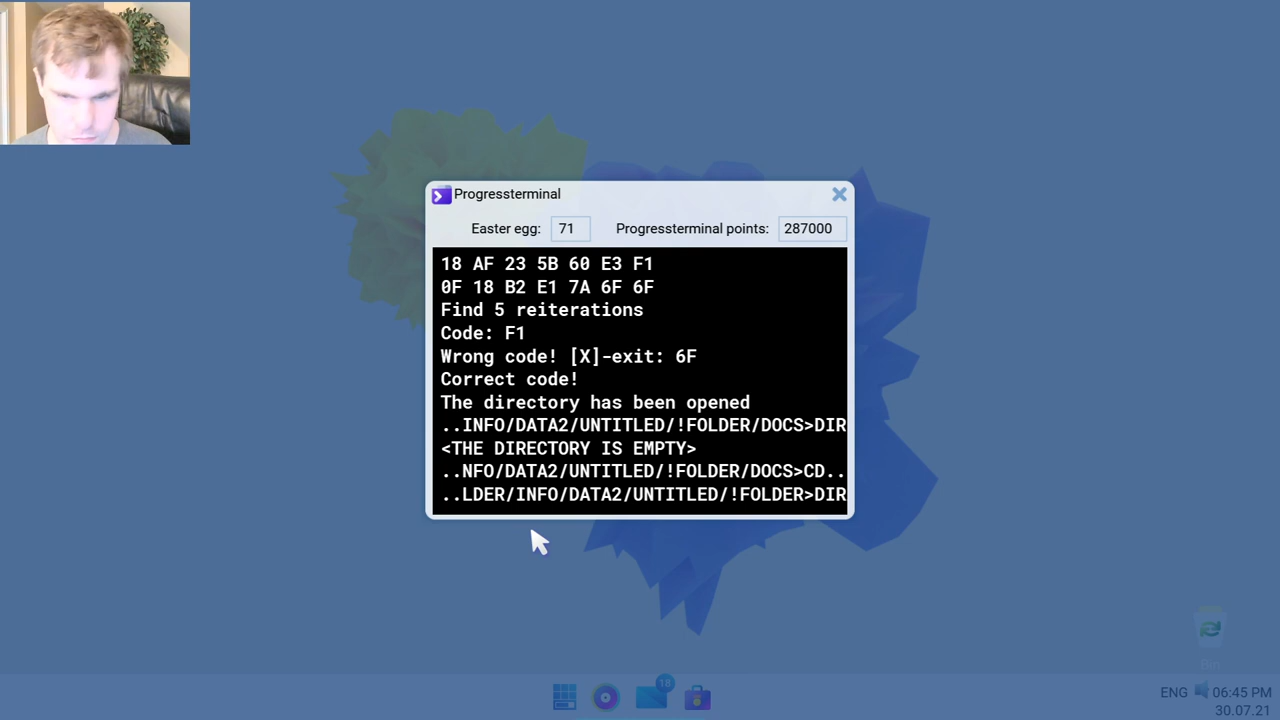 Progressterminal
Easter egg: 71 Progressterminal points: 287000
18 AF 23 5B 60 E3 F1
0F 18 B2 E1 7A 6F 6F
Find 5 reiterations
Code: F1
Wrong code! [X]-exit: 6F
Correct code!
The directory has been opened
..INFO/DATA2/UNTITLED/!FOLDER/DOCS>DIR
<THE DIRECTORY IS EMPTY>
..NFO/DATA2/UNTITLED/!FOLDER/DOCS>CD..
..LDER/INFO/DATA2/UNTITLED/!FOLDER>DIR
Bin
18
ENG 06:45 PM
30.07.21